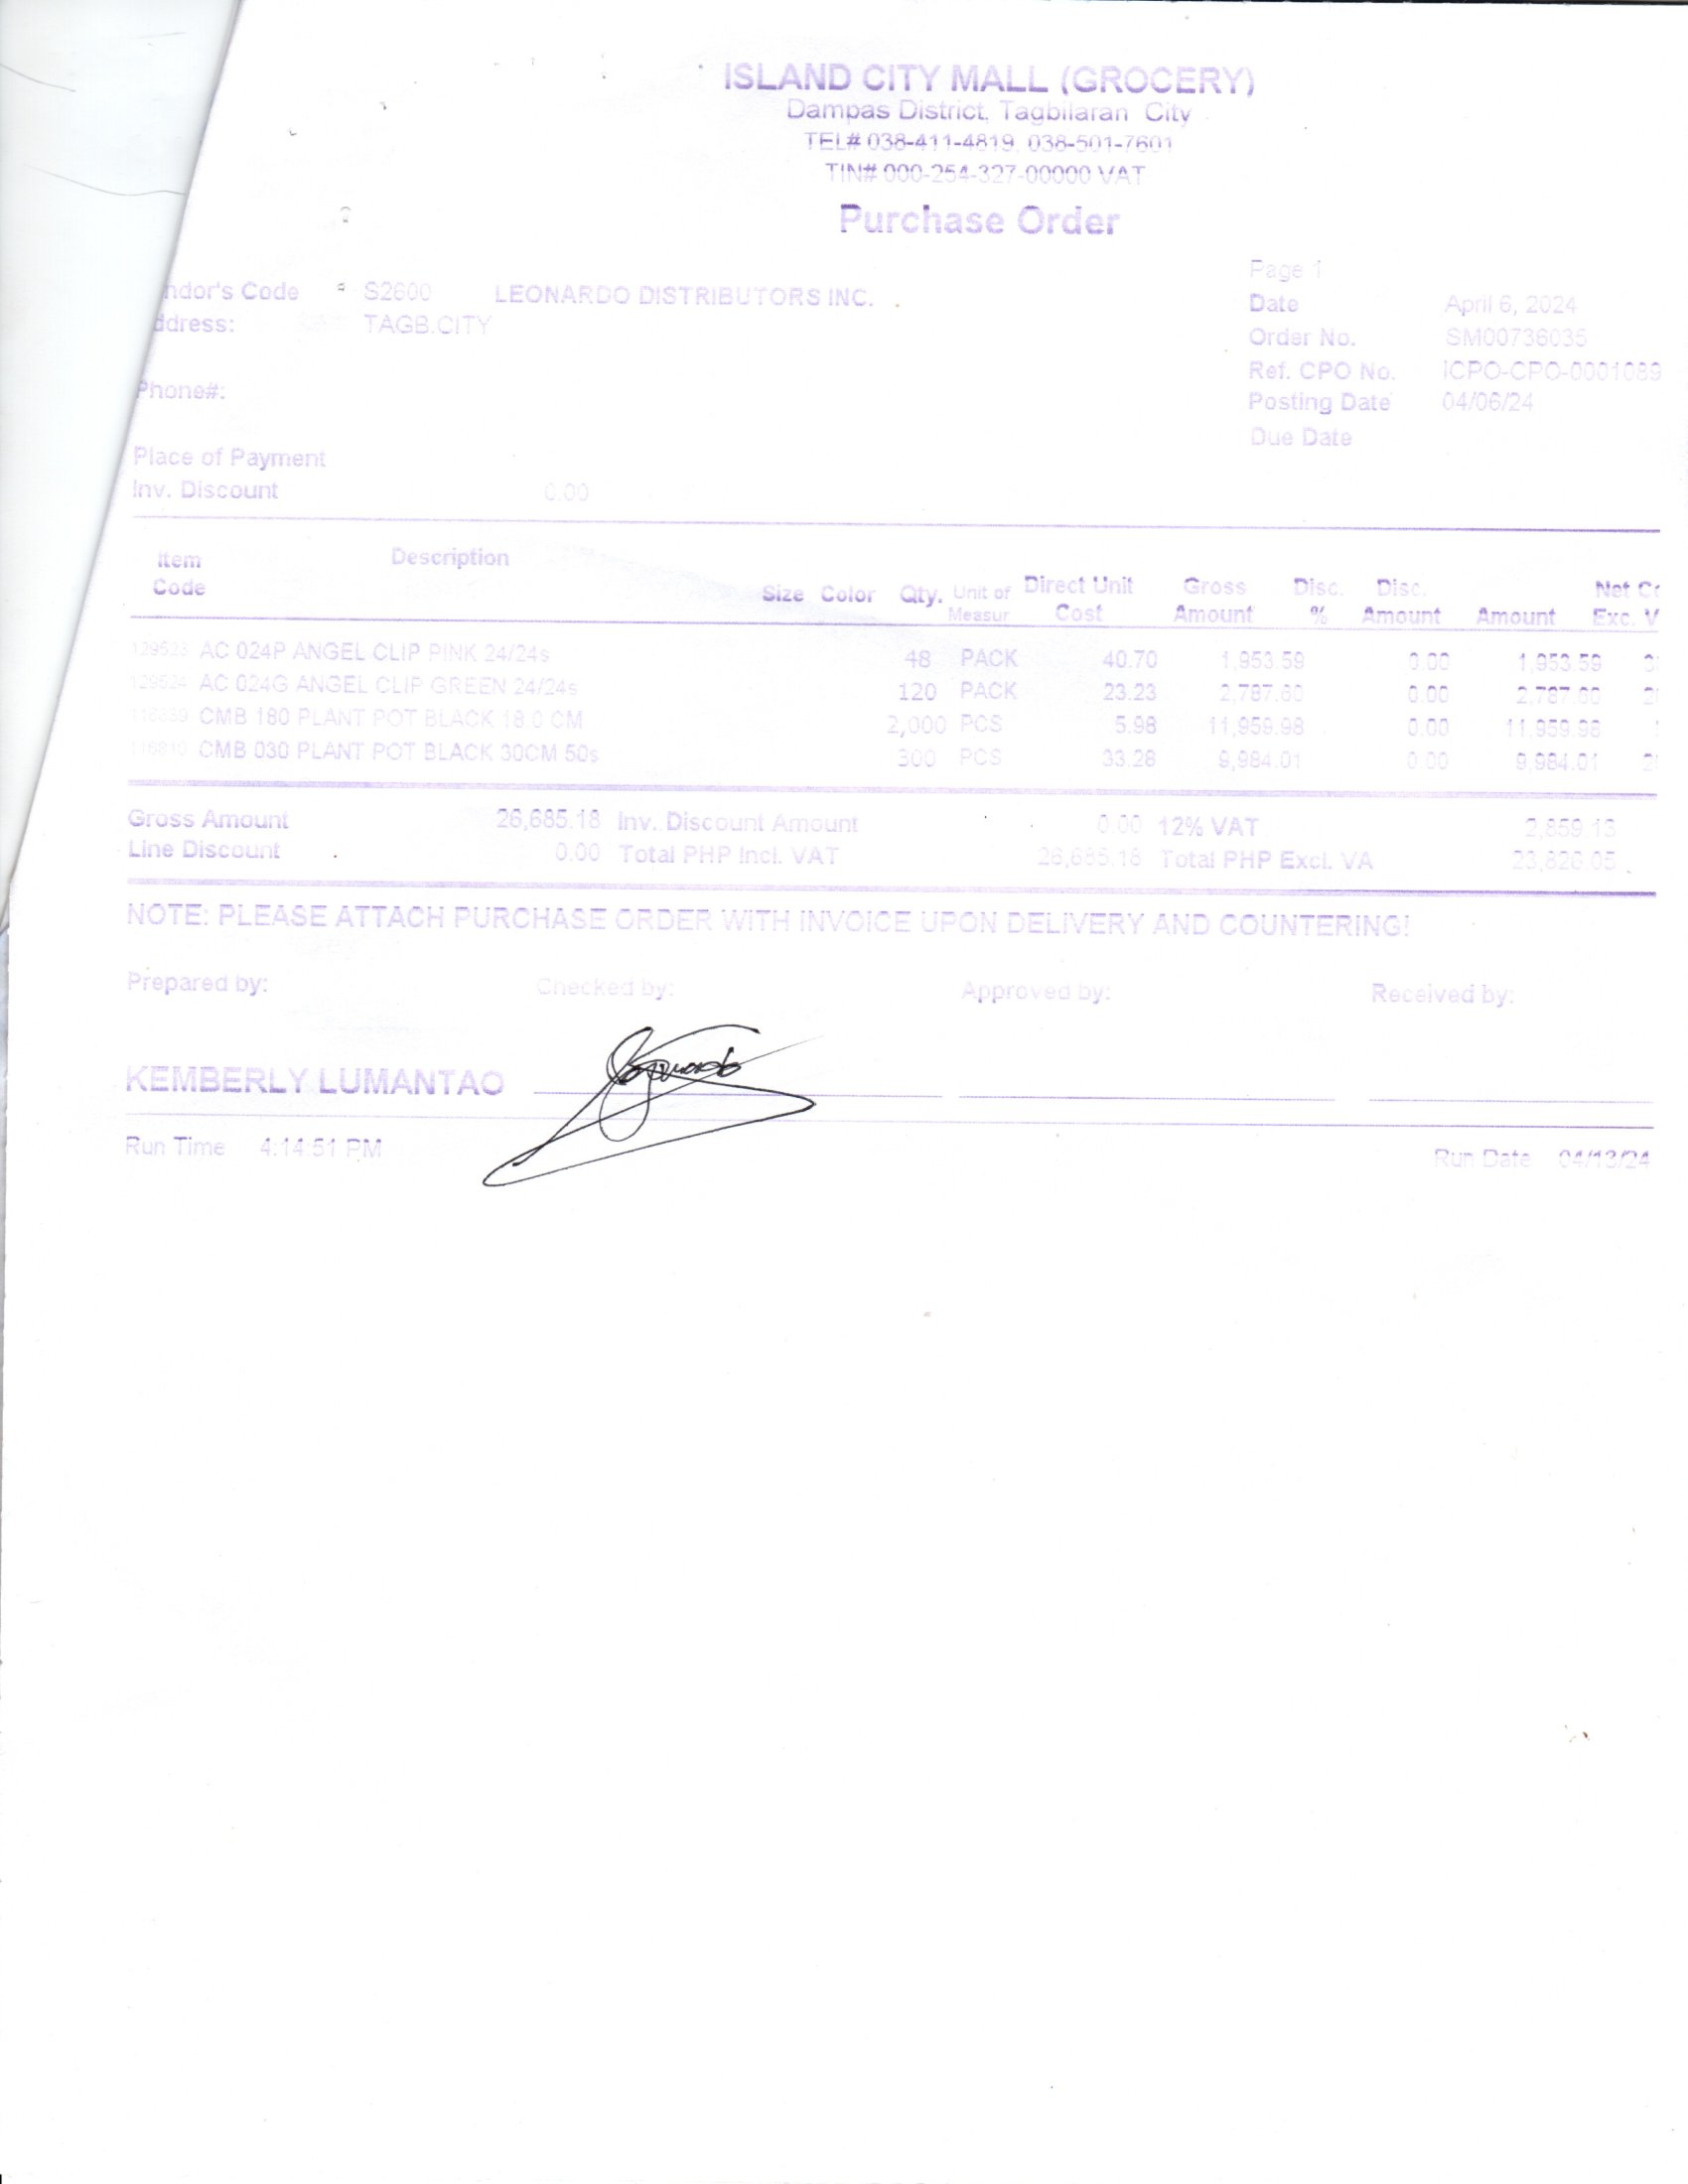 ISLAND CITY MALL (GROCERY)
Dampas District, Tagbilaran City
TEL# 038-411-4819, 038-501-7601
TIN# 000-254-327-00000 VAT
Purchase Order
Page 1
ndor's Code S2600 LEONARDO DISTRIBUTORS INC.
Date April 6, 2024
ddress: TAGB.CITY
Order No. SM00736035
Ref. CPO No. ICPO-CPO-0001089
Phone#:
Posting Date 04/06/24
Due Date
Place of Payment
Inv. Discount 0.00
Item Code Description Size Color Qty. Unit of Measur Direct Unit Cost Gross Amount Disc. % Disc. Amount Amount Net C Exc. V
129523 AC 024P ANGEL CLIP PINK 24/24s 48 PACK 40.70 1,953.59 0.00 1,953.59
129524 AC 024G ANGEL CLIP GREEN 24/24s 120 PACK 23.23 2,787.60 0.00 2,787.60
CMB 180 PLANT POT BLACK 18.0 CM 2,000 PCS 5.98 11,959.98 0.00 11,959.98
CMB 030 PLANT POT BLACK 30CM 50s 300 PCS 33.28 9,984.01 0.00 9,984.01
Gross Amount 26,685.18 Inv. Discount Amount 0.00 12% VAT 2,859.13
Line Discount 0.00 Total PHP Incl. VAT 26,685.18 Total PHP Excl. VA 23,826.05
NOTE: PLEASE ATTACH PURCHASE ORDER WITH INVOICE UPON DELIVERY AND COUNTERING!
Prepared by: Checked by: Approved by: Received by:
KEMBERLY LUMANTAO
Run Time 4:14:51 PM Run Date 04/13/24